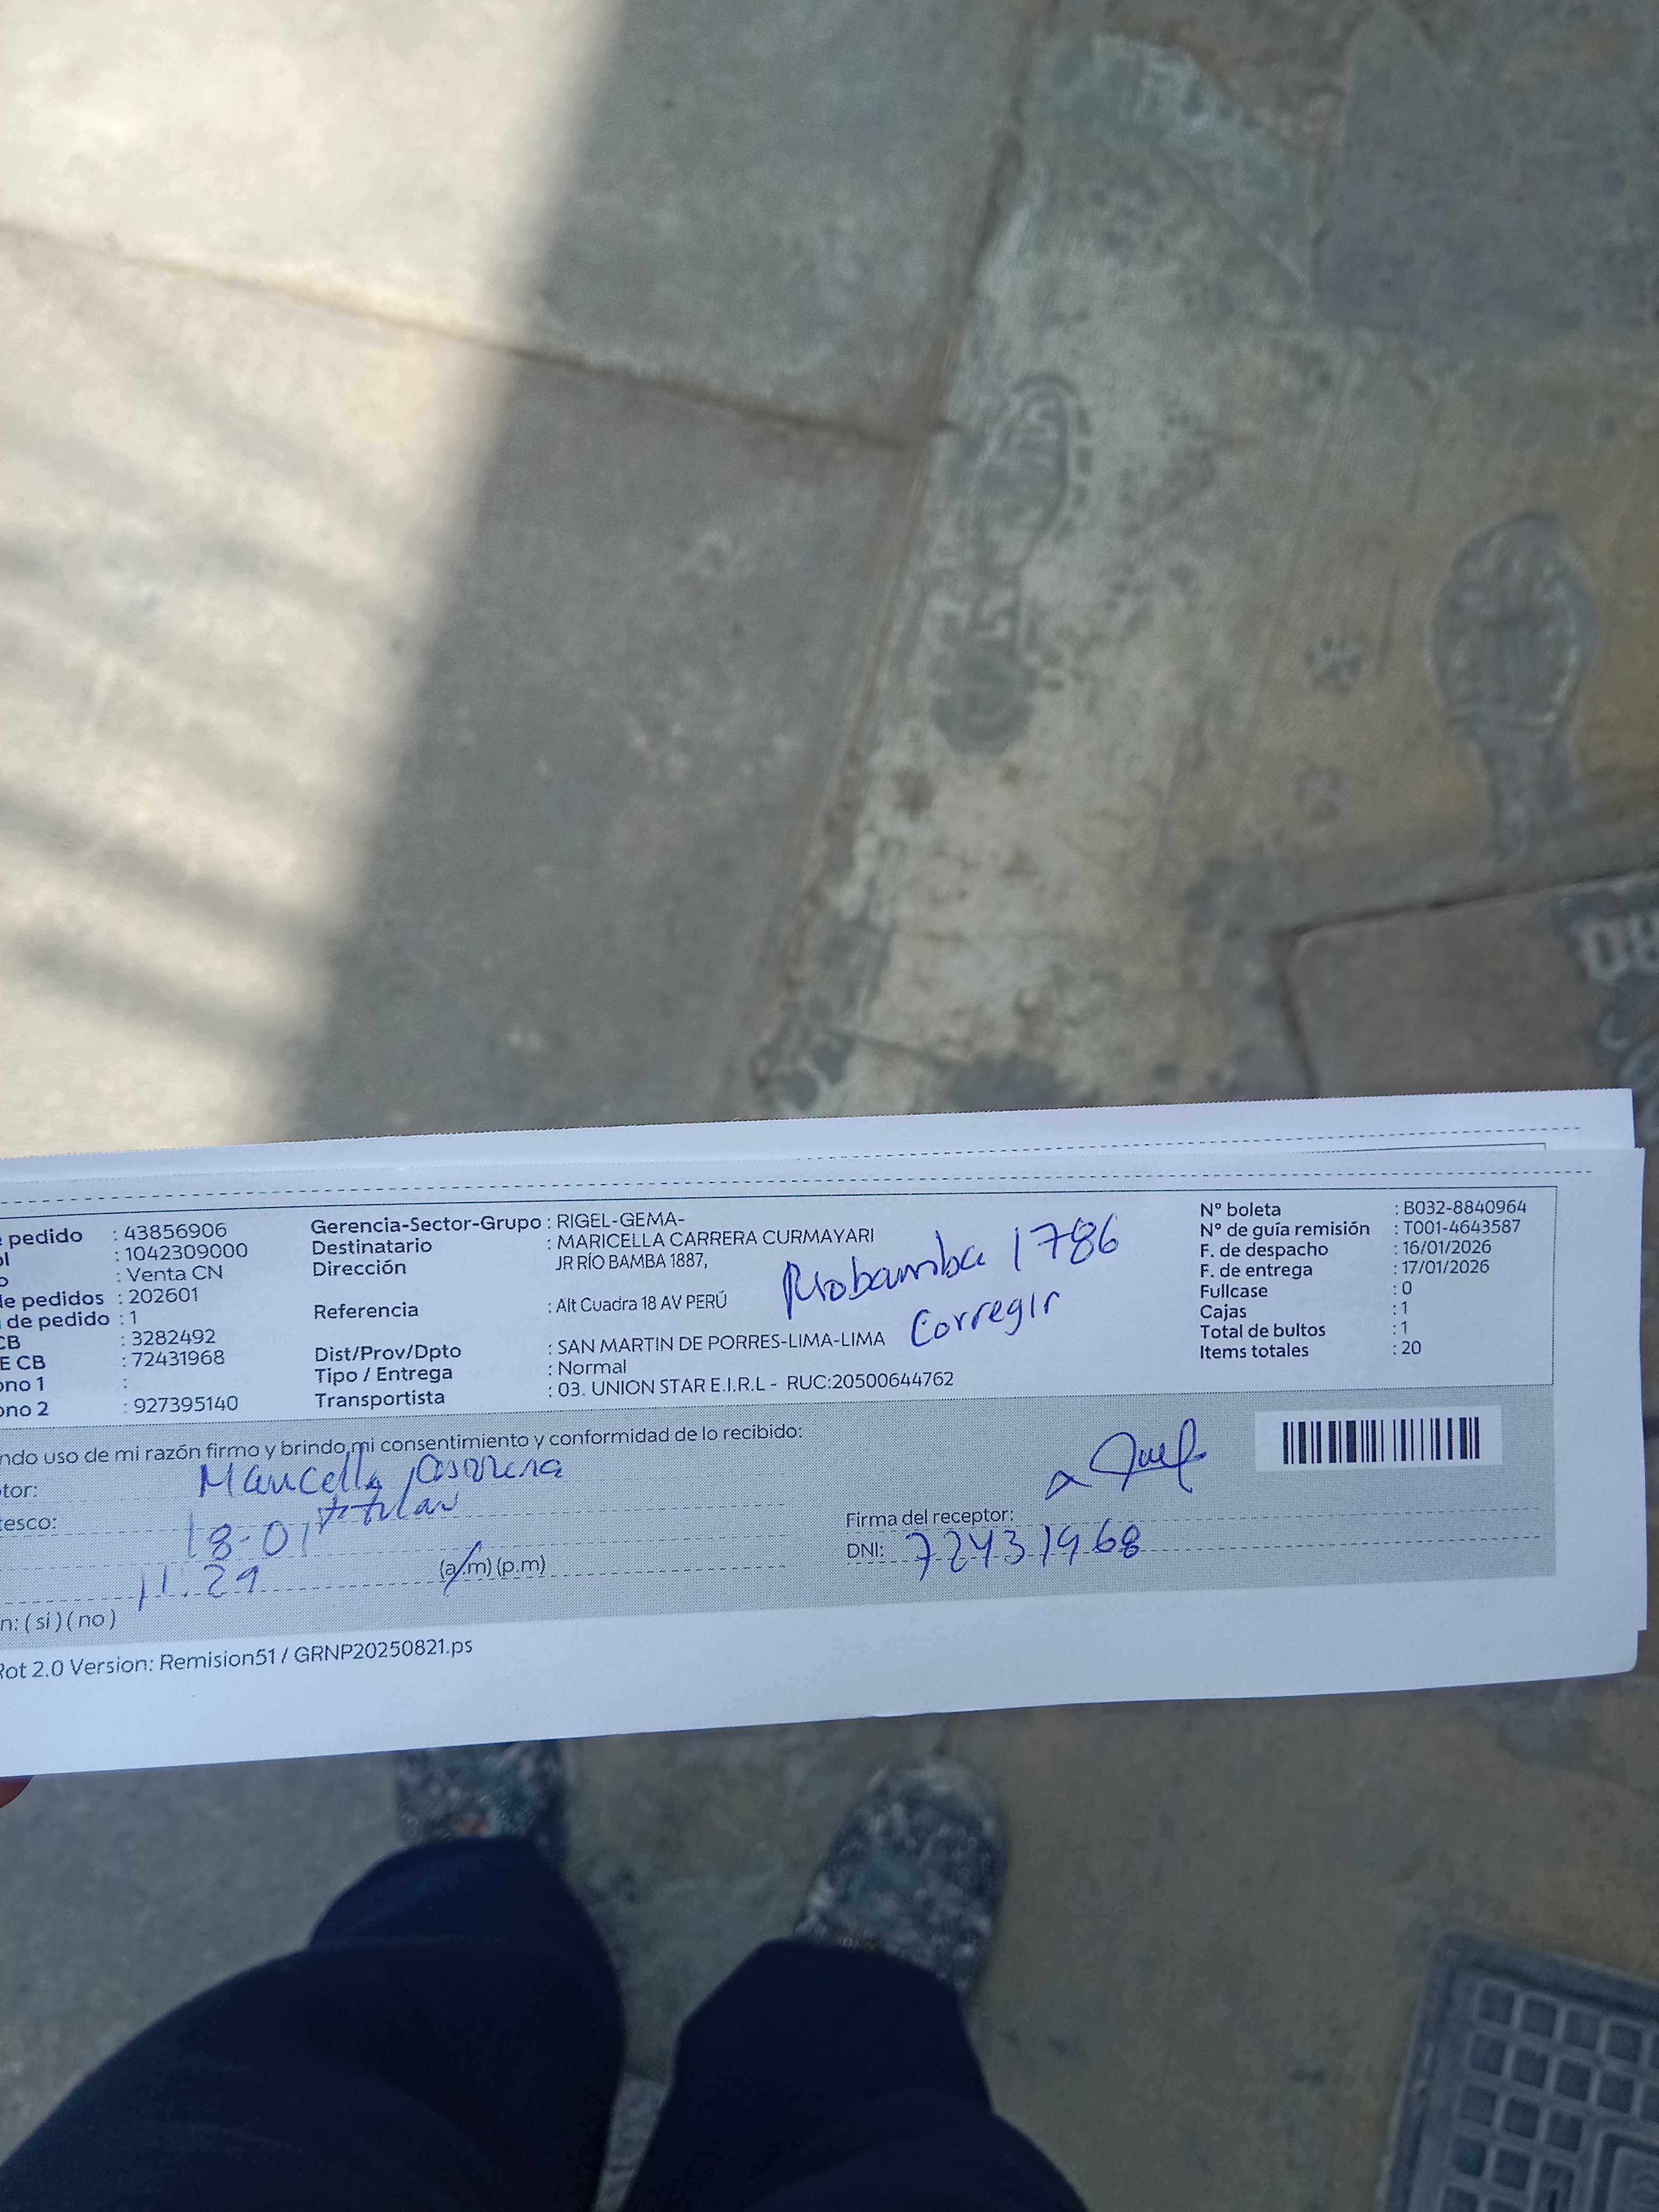 pedido : 43856906
: 1042309000
: Venta CN
de pedidos : 202601
de pedido : 1
CB : 3282492
E CB : 72431968
ono 1 :
ono 2 : 927395140
Gerencia-Sector-Grupo : RIGEL-GEMA-
Destinatario : MARICELLA CARRERA CURMAYARI
Dirección JR RÍO BAMBA 1887,
Referencia : Alt Cuadra 18 AV PERÚ
Dist/Prov/Dpto : SAN MARTIN DE PORRES-LIMA-LIMA
Tipo / Entrega : Normal
Transportista : 03. UNION STAR E.I.R.L - RUC:20500644762
Riobamba 1786
Corregir
N° boleta : B032-8840964
N° de guía remisión : T001-4643587
F. de despacho : 16/01/2026
F. de entrega : 17/01/2026
Fullcase : 0
Cajas : 1
Total de bultos : 1
Items totales : 20
ndo uso de mi razón firmo y brindo mi consentimiento y conformidad de lo recibido:
tor: Maricella Carrera
tesco: titular
18-01
11:29 (a.m) (p.m)
n: ( sí ) ( no )
Firma del receptor:
DNI: 72431968
Rot 2.0 Version: Remision51 / GRNP20250821.ps